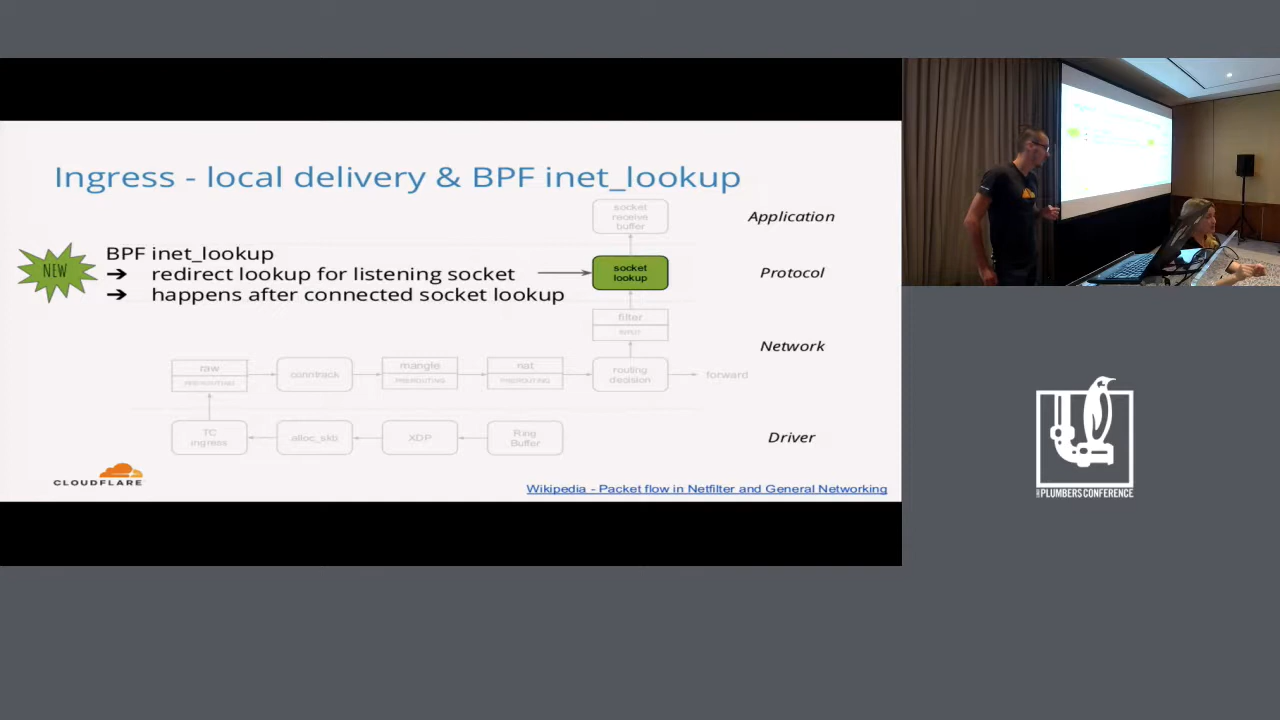 Ingress - local delivery & BPF inet_lookup
socket
receive
buffer
Application
NEW
BPF inet_lookup
➔ redirect lookup for listening socket
➔ happens after connected socket lookup
socket
lookup
Protocol
filter
INPUT
Network
raw
PREROUTING
conntrack
mangle
PREROUTING
nat
PREROUTING
routing
decision
forward
TC
ingress
alloc_skb
XDP
Ring
Buffer
Driver
CLOUDFLARE
Wikipedia - Packet flow in Netfilter and General Networking
PLUMBERS CONFERENCE